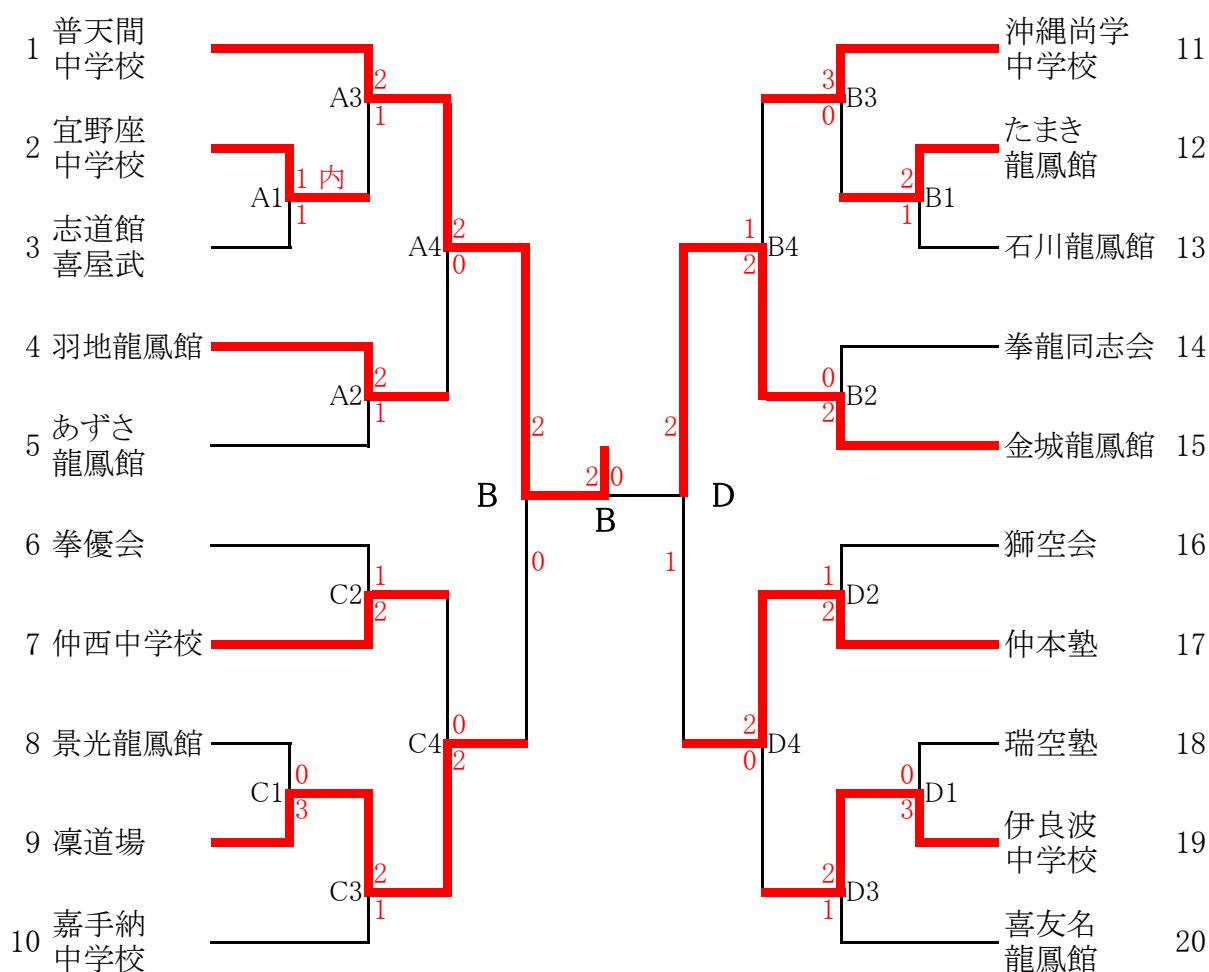 1 普天間
中学校
2 宜野座
中学校
3 志道館
喜屋武
4 羽地龍鳳館
5 あずさ
龍鳳館
6 拳優会
7 仲西中学校
8 景光龍鳳館
9 凜道場
10 嘉手納
中学校
A3
2
1
A1
1 内
1
A4
2
0
A2
2
1
C2
1
2
C4
0
2
C1
0
3
C3
2
1
B
2
0
2 0
B
D
2
1
B3
3
0
B1
2
1
B4
1
2
B2
0
2
D2
1
2
D4
2
0
D1
0
3
D3
2
1
沖縄尚学
中学校 11
たまき
龍鳳館 12
石川龍鳳館 13
拳龍同志会 14
金城龍鳳館 15
獅空会 16
仲本塾 17
瑞空塾 18
伊良波
中学校 19
喜友名
龍鳳館 20